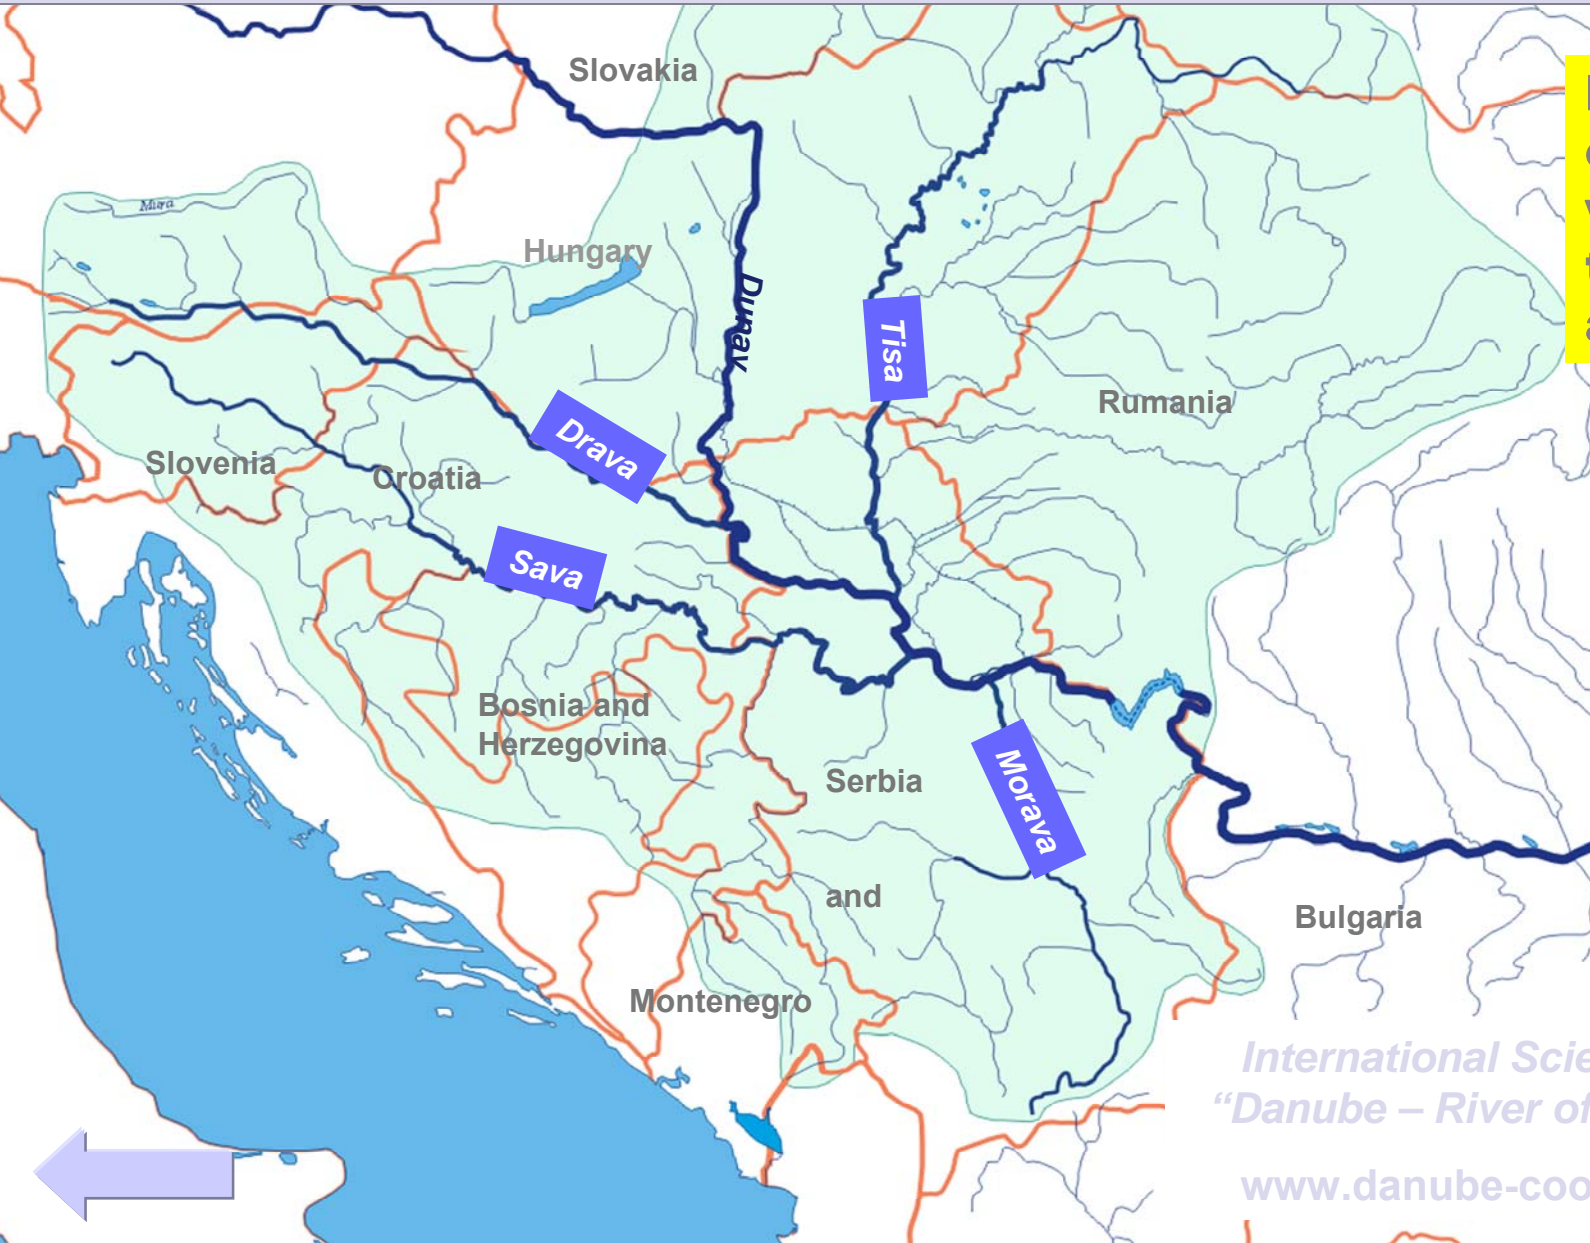 Slovakia
Mura
Hungary
Dunav
Tisa
Rumania
Drava
Slovenia
Croatia
Sava
Bosnia and
Herzegovina
Serbia
Morava
and
Bulgaria
Montenegro
International Scie
“Danube – River of
www.danube-coo